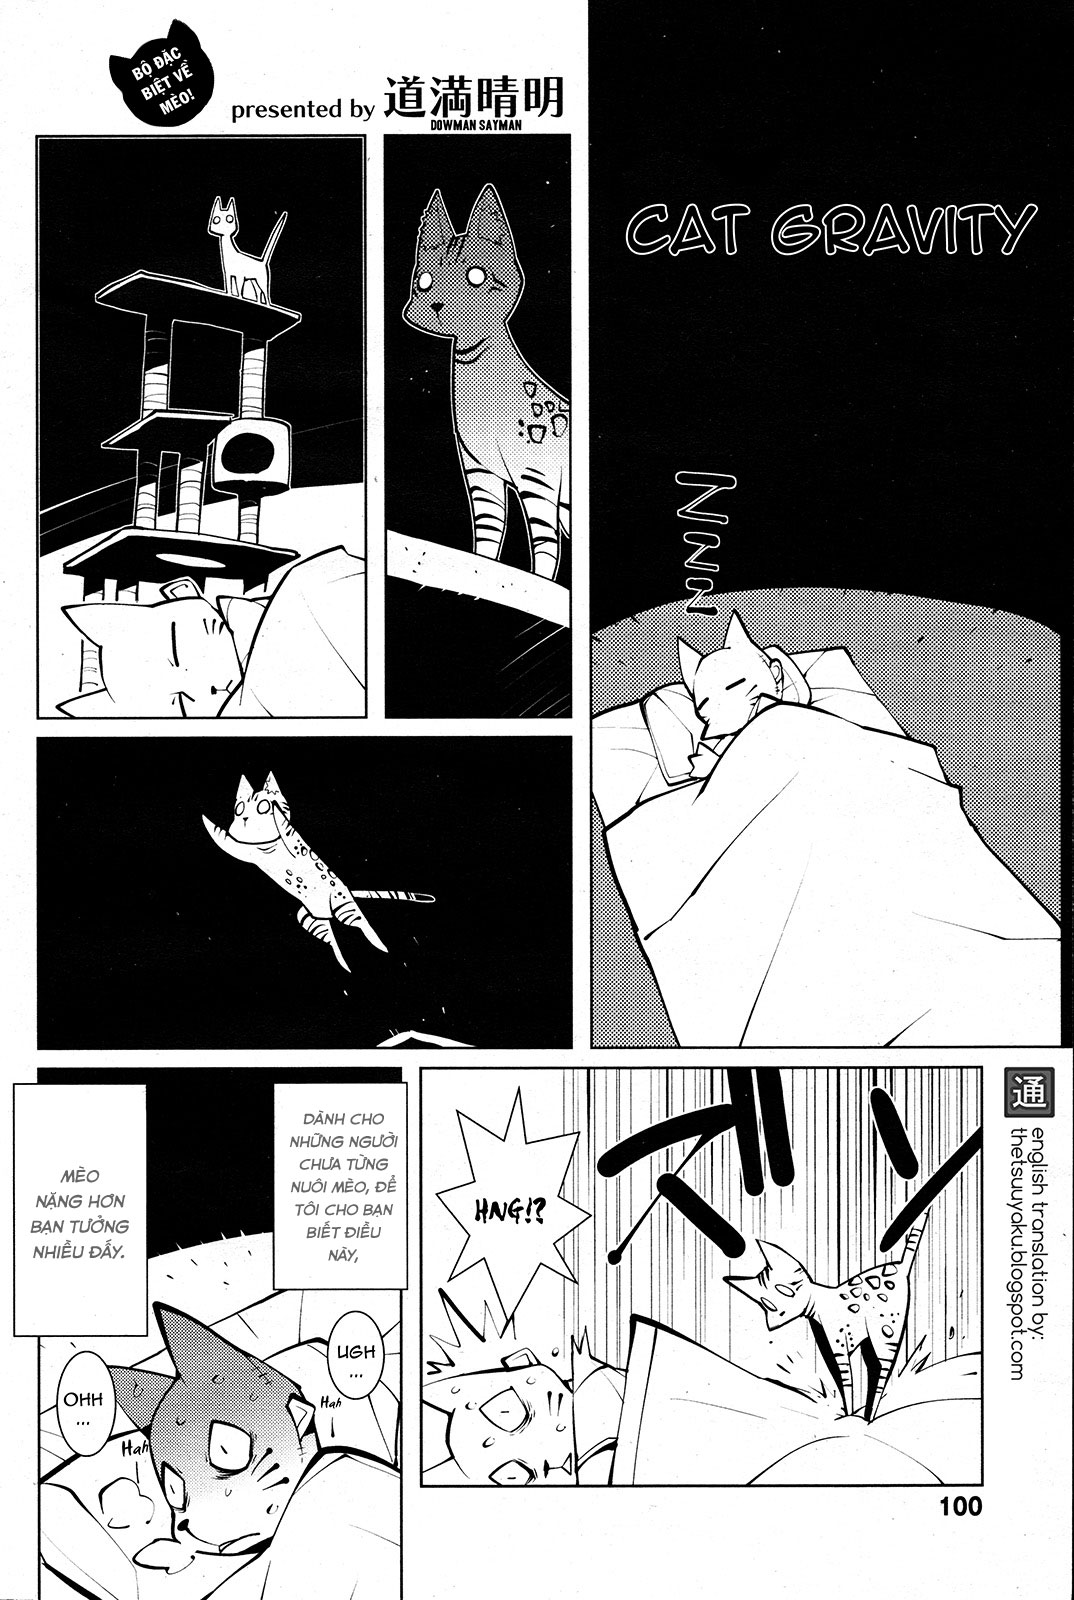 BỘ ĐẶC
BIỆT VỀ
MÈO!
presented by 道満晴明
DOWMAN SAYMAN
CAT GRAVITY
NNN
HNG!?
DÀNH CHO
NHỮNG NGƯỜI
CHƯA TỪNG
NUÔI MÈO, ĐỂ
TÔI CHO BẠN
BIẾT ĐIỀU
NÀY,
MÈO
NẶNG HƠN
BẠN TƯỞNG
NHIỀU ĐẤY.
UGH
...
Hah
OHH
...
Hah
通
english translation by:
thetsuuyaku.blogspot.com
100